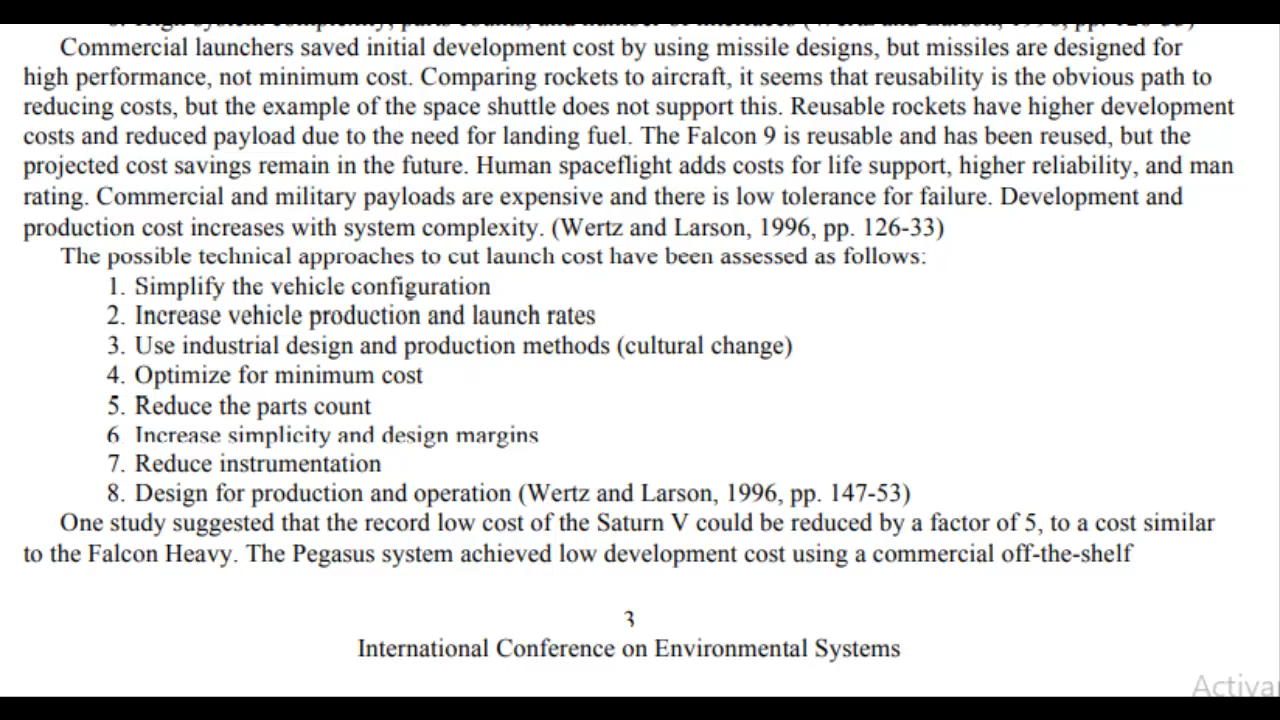 Commercial launchers saved initial development cost by using missile designs, but missiles are designed for
high performance, not minimum cost. Comparing rockets to aircraft, it seems that reusability is the obvious path to
reducing costs, but the example of the space shuttle does not support this. Reusable rockets have higher development
costs and reduced payload due to the need for landing fuel. The Falcon 9 is reusable and has been reused, but the
projected cost savings remain in the future. Human spaceflight adds costs for life support, higher reliability, and man
rating. Commercial and military payloads are expensive and there is low tolerance for failure. Development and
production cost increases with system complexity. (Wertz and Larson, 1996, pp. 126-33)
The possible technical approaches to cut launch cost have been assessed as follows:
1. Simplify the vehicle configuration
2. Increase vehicle production and launch rates
3. Use industrial design and production methods (cultural change)
4. Optimize for minimum cost
5. Reduce the parts count
6. Increase simplicity and design margins
7. Reduce instrumentation
8. Design for production and operation (Wertz and Larson, 1996, pp. 147-53)
One study suggested that the record low cost of the Saturn V could be reduced by a factor of 5, to a cost similar
to the Falcon Heavy. The Pegasus system achieved low development cost using a commercial off-the-shelf
3
International Conference on Environmental Systems
Activa